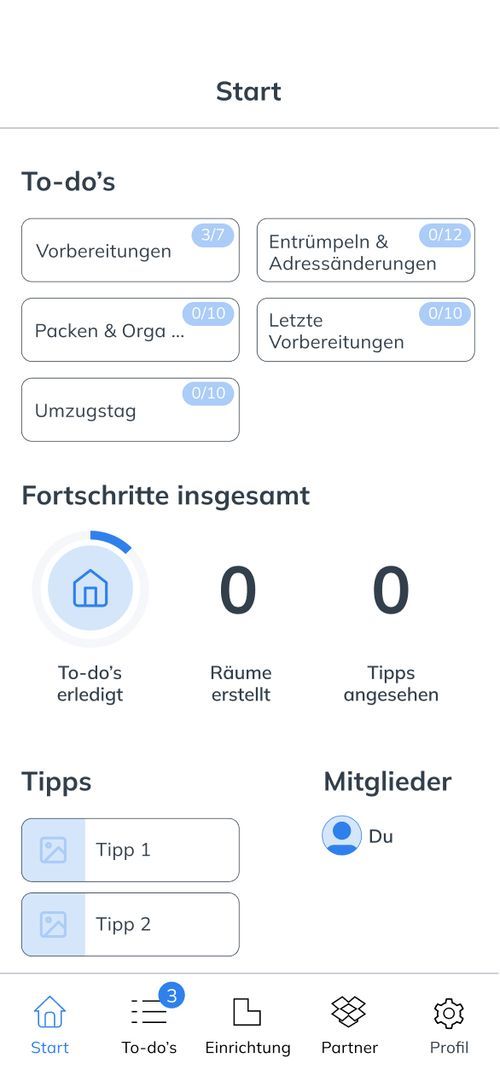 Start
To-do’s
3/7
Vorbereitungen
0/12
Entrümpeln &
Adressänderungen
0/10
Packen & Orga ...
0/10
Letzte
Vorbereitungen
0/10
Umzugstag
Fortschritte insgesamt
To-do’s
erledigt
0
Räume
erstellt
0
Tipps
angesehen
Tipps
Tipp 1
Tipp 2
Mitglieder
Du
Start
3
To-do’s
Einrichtung
Partner
Profil